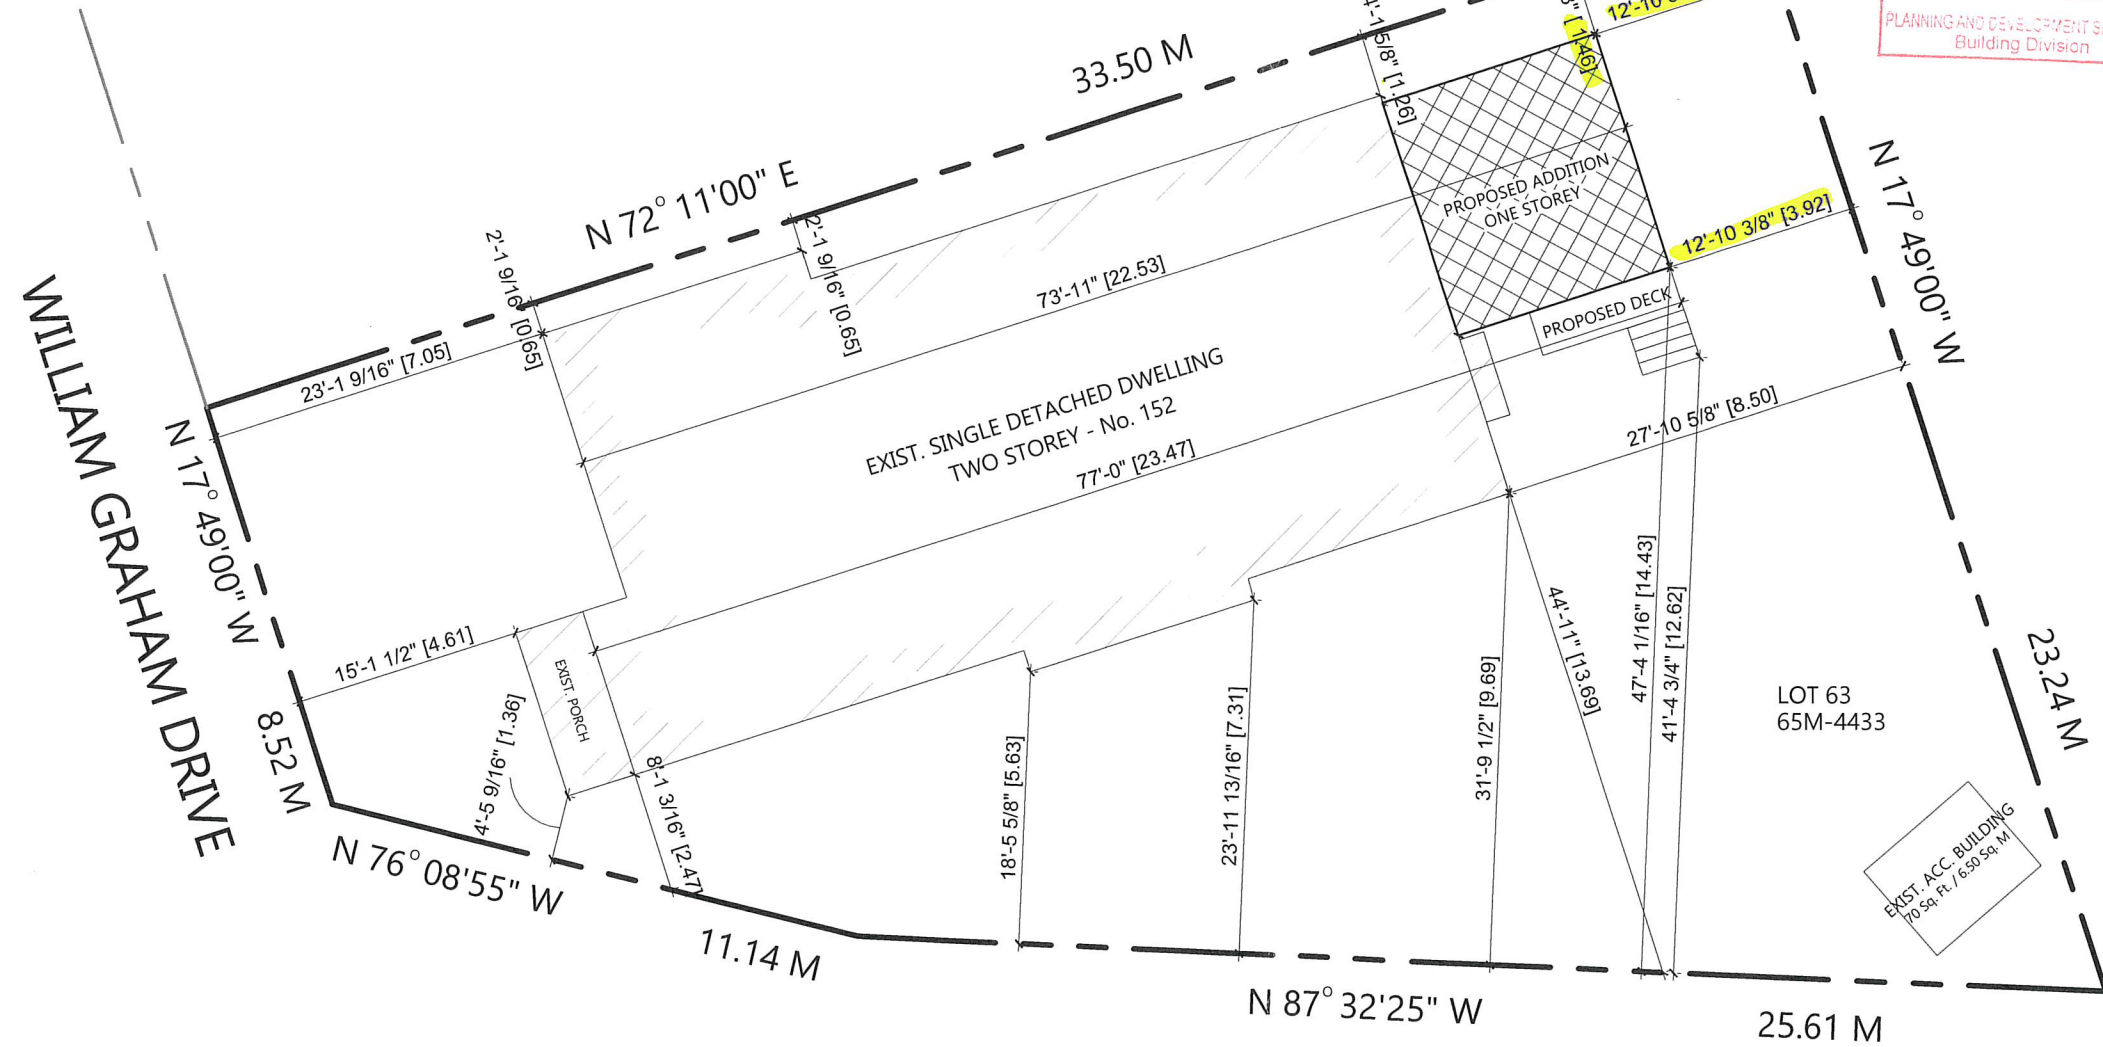 PLANNING AND DEVELOPMENT
Building Division
33.50 M
N 72° 11'00" E
[1.46]
12'-10
5/8" [1.26]
2'-1 9/16" [0.65]
2'-1 9/16" [0.65]
PROPOSED ADDITION
ONE STOREY
12'-10 3/8" [3.92]
N 17° 49'00" W
23.24 M
73'-11" [22.53]
PROPOSED DECK
23'-1 9/16" [7.05]
WILLIAM GRAHAM DRIVE
N 17° 49'00" W
8.52 M
EXIST. SINGLE DETACHED DWELLING
TWO STOREY - No. 152
77'-0" [23.47]
27'-10 5/8" [8.50]
15'-1 1/2" [4.61]
EXIST. PORCH
4'-5 9/16" [1.36]
8'-1 3/16" [2.47]
18'-5 5/8" [5.63]
23'-11 13/16" [7.31]
31'-9 1/2" [9.69]
44'-11" [13.69]
47'-4 1/16" [14.43]
41'-4 3/4" [12.62]
LOT 63
65M-4433
EXIST. ACC. BUILDING
70 Sq. Ft. / 6.50 Sq. M
N 76° 08'55" W
11.14 M
N 87° 32'25" W
25.61 M